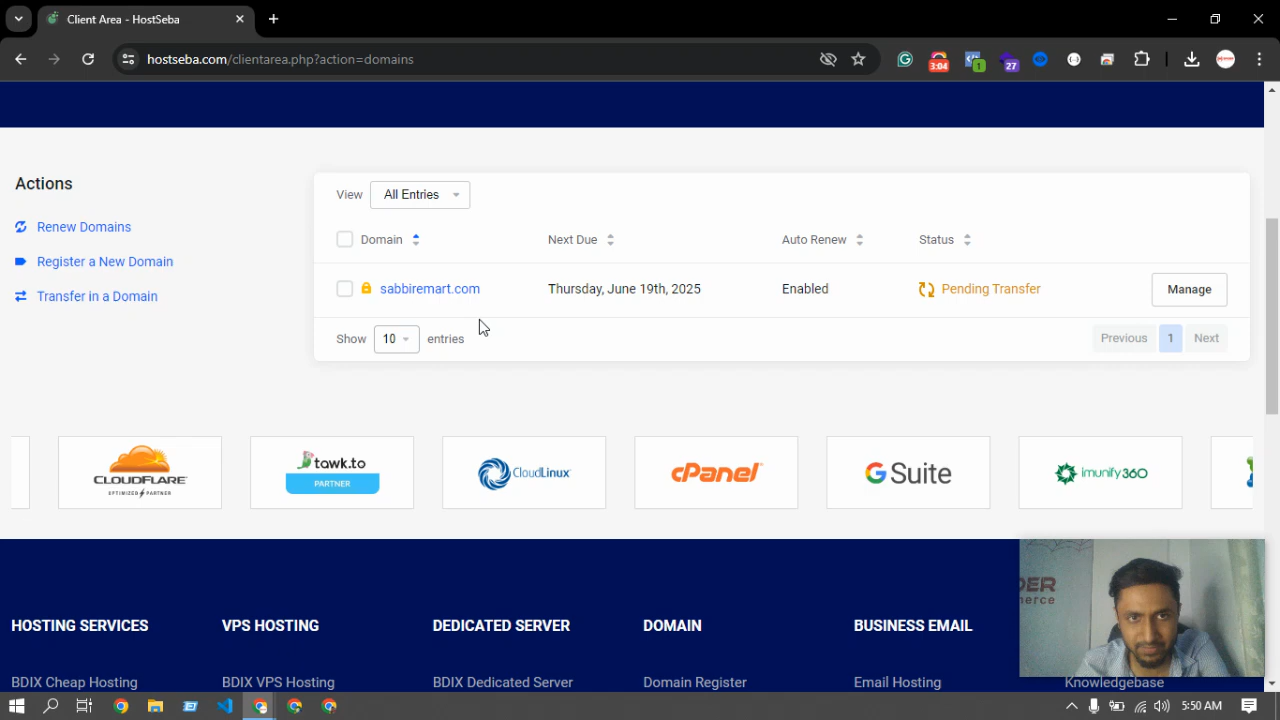 Client Area - HostSeba
hostseba.com/clientarea.php?action=domains
3:04
1
27
Actions
Renew Domains
Register a New Domain
Transfer in a Domain
View All Entries
Domain Next Due Auto Renew Status
sabbiremart.com Thursday, June 19th, 2025 Enabled Pending Transfer Manage
Show 10 entries Previous 1 Next
CLOUDFLARE
OPTIMIZED PARTNER
tawk.to
PARTNER
CloudLinux
cPanel
G Suite
imunify360
HOSTING SERVICES VPS HOSTING DEDICATED SERVER DOMAIN BUSINESS EMAIL
BDIX Cheap Hosting BDIX VPS Hosting BDIX Dedicated Server Domain Register Email Hosting Knowledgebase
5:50 AM